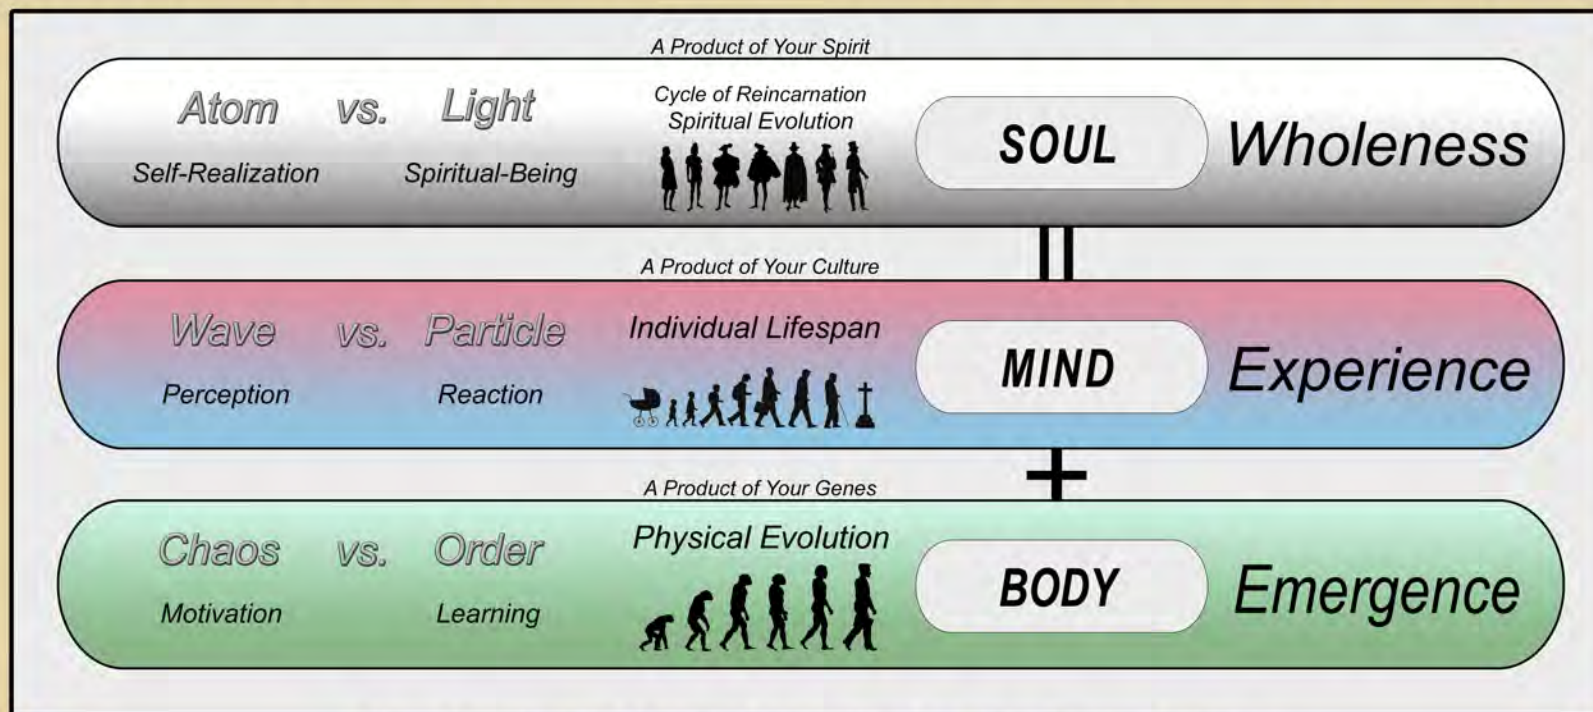 A Product of Your Spirit
Atom vs. Light
Self-Realization Spiritual-Being
Cycle of Reincarnation
Spiritual Evolution
SOUL
Wholeness
A Product of Your Culture
Wave vs. Particle
Perception Reaction
Individual Lifespan
MIND
Experience
+
A Product of Your Genes
Chaos vs. Order
Motivation Learning
Physical Evolution
BODY
Emergence